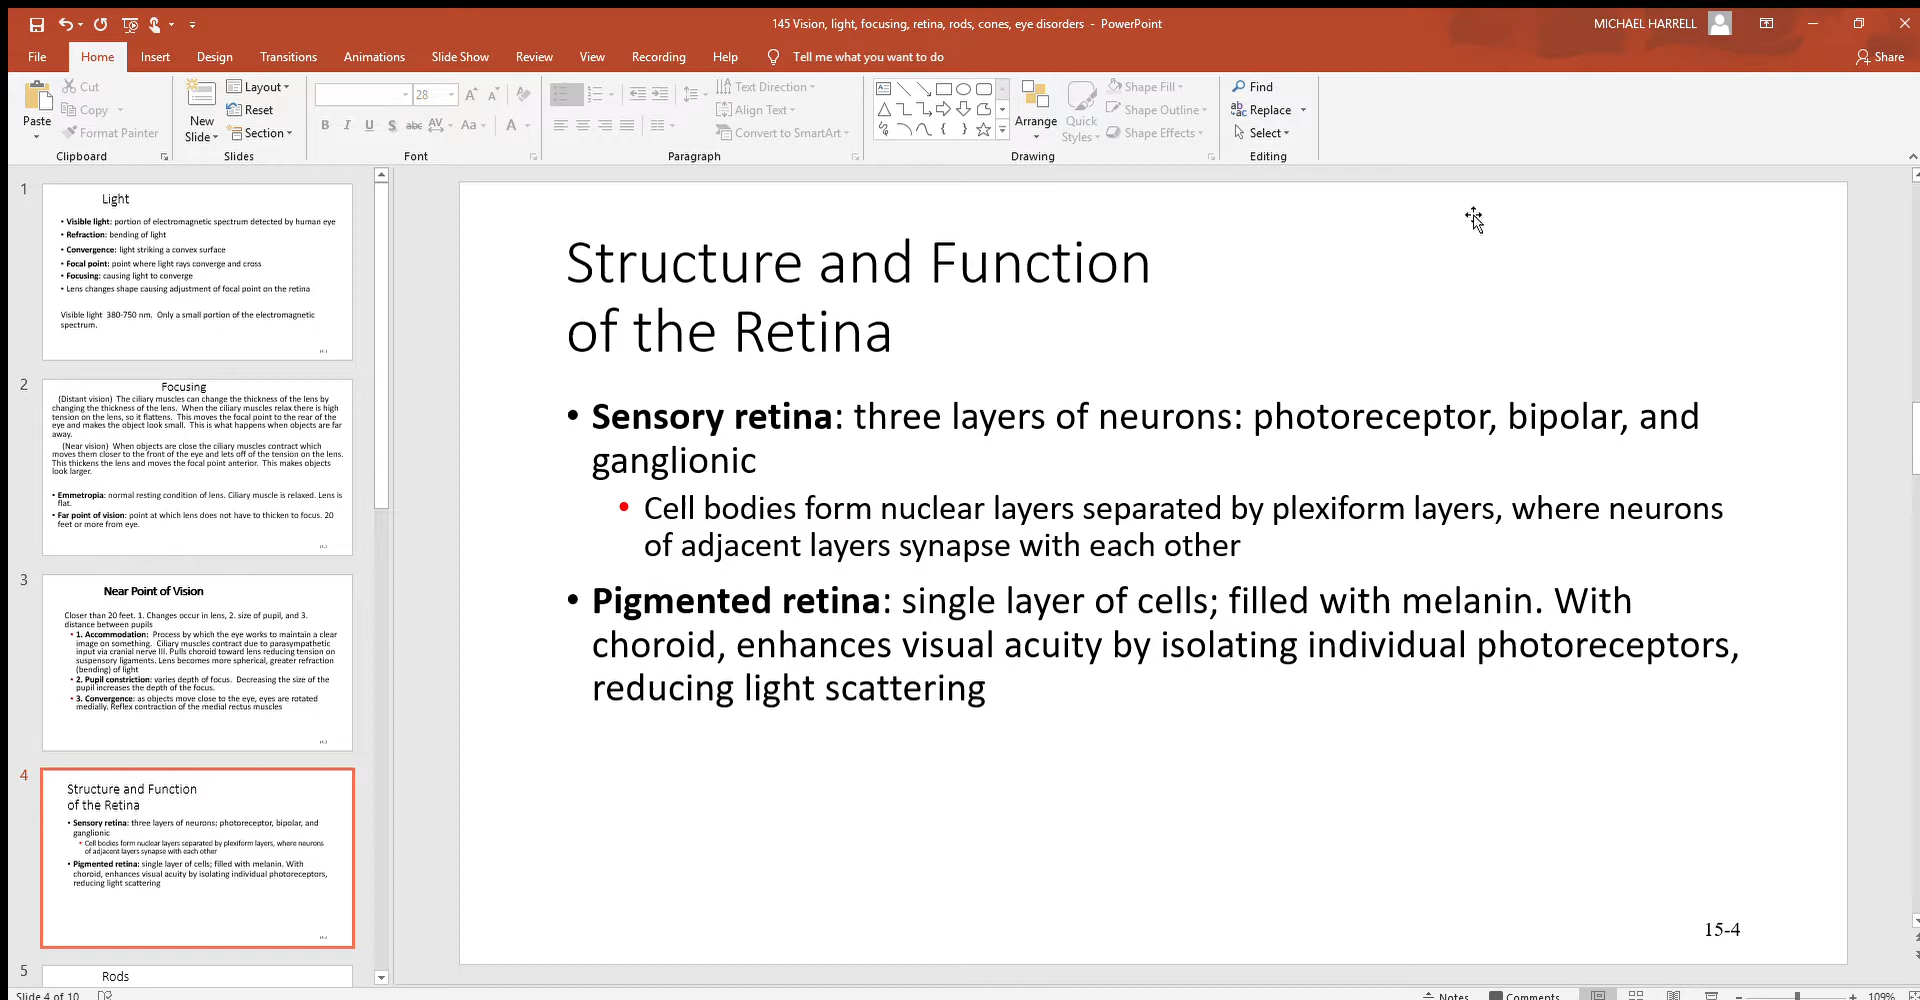 145 Vision, light, focusing, retina, rods, cones, eye disorders - PowerPoint
MICHAEL HARRELL
File Home Insert Design Transitions Animations Slide Show Review View Recording Help Tell me what you want to do
Share
Paste
Cut
Copy
Format Painter
Clipboard
New
Slide
Layout
Reset
Section
Slides
28
Font
Text Direction
Align Text
Convert to SmartArt
Paragraph
Arrange
Quick
Styles
Shape Fill
Shape Outline
Shape Effects
Drawing
Find
Replace
Select
Editing
1
Light
• Visible light: portion of electromagnetic spectrum detected by human eye
• Refraction: bending of light
• Convergence: light striking a convex surface
• Focal point: point where light rays converge and cross
• Focusing: causing light to converge
• Lens changes shape causing adjustment of focal point on the retina
Visible light 380-750 nm. Only a small portion of the electromagnetic
spectrum.
2
Focusing
(Distant vision) The ciliary muscles can change the thickness of the lens by
changing the thickness of the lens. When the ciliary muscles relax there is high
tension on the lens, so it flattens. This moves the focal point to the rear of the
eye and makes the object look small. This is what happens when objects are far
away.
(Near vision) When objects are close the ciliary muscles contract which
moves them closer to the front of the eye and lets off of the tension on the lens.
This thickens the lens and moves the focal point anterior. This makes objects
look larger.
• Emmetropia: normal resting condition of lens. Ciliary muscle is relaxed. Lens is
flat.
• Far point of vision: point at which lens does not have to thicken to focus. 20
feet or more from eye.
3
Near Point of Vision
Closer than 20 feet. 1. Changes occur in lens, 2. size of pupil, and 3.
distance between pupils
• 1. Accommodation: Process by which the eye works to maintain a clear
image on something. Ciliary muscles contract due to parasympathetic
input via cranial nerve III. Pulls choroid toward lens reducing tension on
suspensory ligaments. Lens becomes more spherical, greater refraction
(bending) of light
• 2. Pupil constriction: varies depth of focus. Decreasing the size of the
pupil increases the depth of the focus.
• 3. Convergence: as objects move close to the eye, eyes are rotated
medially. Reflex contraction of the medial rectus muscles
4
Structure and Function
of the Retina
• Sensory retina: three layers of neurons: photoreceptor, bipolar, and
ganglionic
• Cell bodies form nuclear layers separated by plexiform layers, where neurons
of adjacent layers synapse with each other
• Pigmented retina: single layer of cells; filled with melanin. With
choroid, enhances visual acuity by isolating individual photoreceptors,
reducing light scattering
5
Rods
Structure and Function
of the Retina
• Sensory retina: three layers of neurons: photoreceptor, bipolar, and
ganglionic
• Cell bodies form nuclear layers separated by plexiform layers, where neurons
of adjacent layers synapse with each other
• Pigmented retina: single layer of cells; filled with melanin. With
choroid, enhances visual acuity by isolating individual photoreceptors,
reducing light scattering
15-4
Slide 4 of 10
Notes
Comments
109%